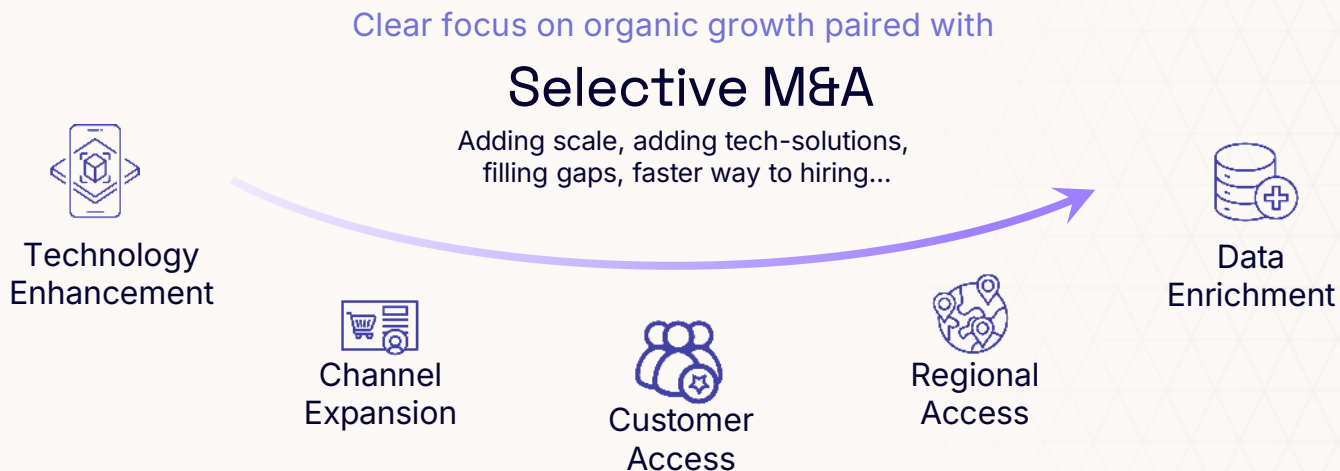 Clear focus on organic growth paired with
Selective M&A
Adding scale, adding tech-solutions,
filling gaps, faster way to hiring...
Technology
Enhancement
Channel
Expansion
Customer
Access
Regional
Access
Data
Enrichment